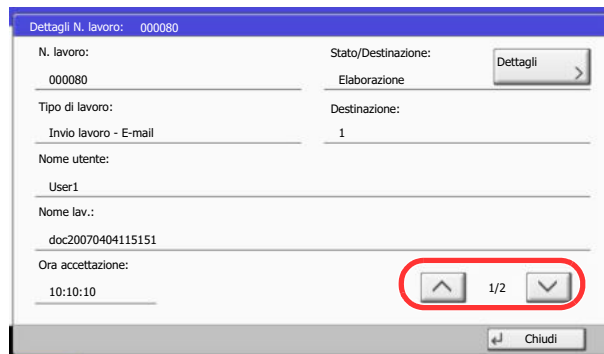 Dettagli N. lavoro: 000080
N. lavoro:
000080
Stato/Destinazione:
Elaborazione
Dettagli
Tipo di lavoro:
Invio lavoro - E-mail
Destinazione:
1
Nome utente:
User1
Nome lav.:
doc20070404115151
Ora accettazione:
10:10:10
1/2
Chiudi